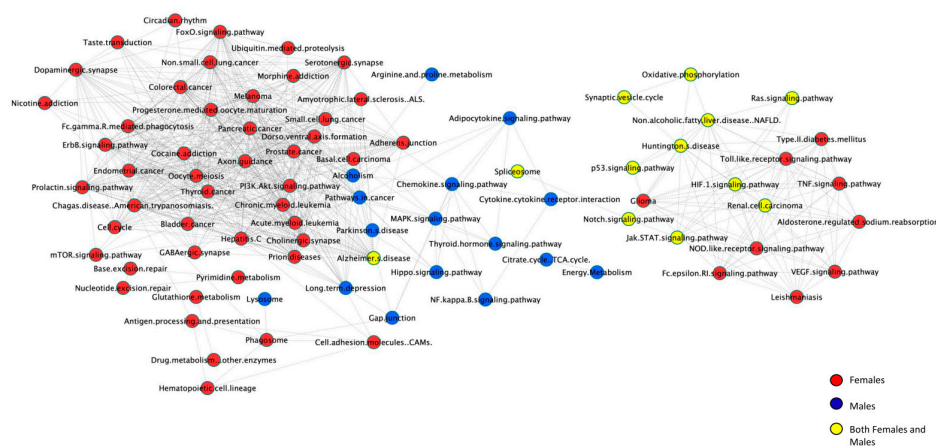 Circadian.rhythm
FoxO.signaling.pathway
Taste.transduction
Ubiquitin.mediated.proteolysis
Dopaminergic.synapse
Non.small.cell.lung.cancer
Serotonergic.synapse
Morphine.addiction
Arginine.and.proline.metabolism
Oxidative.phosphorylation
Colorectal.cancer
Melanoma
Amyotrophic.lateral.sclerosis..ALS.
Synaptic.vesicle.cycle
Ras.signaling.pathway
Nicotine.addiction
Progesterone.mediated.oocyte.maturation
Small.cell.lung.cancer
Adipocytokine.signaling.pathway
Non.alcoholic.fatty.liver.disease..NAFLD.
Fc.gamma.R.mediated.phagocytosis
Pancreatic.cancer
Dorso.ventral.axis.formation
Adherens.junction
Huntington.s.disease
Type.II.diabetes.mellitus
ErbB.signaling.pathway
Cocaine.addiction
Prostate.cancer
Basal.cell.carcinoma
Toll.like.receptor.signaling.pathway
Endometrial.cancer
Axon.guidance
Alcoholism
Spliceosome
p53.signaling.pathway
Oocyte.meiosis
Prolactin.signaling.pathway
Thyroid.cancer
PI3K.Akt.signaling.pathway
Pathways.in.cancer
Chemokine.signaling.pathway
Cytokine.cytokine.receptor.interaction
HIF.1.signaling.pathway
TNF.signaling.pathway
Glioma
Chagas.disease..American.trypanosomiasis.
Chronic.myeloid.leukemia
Renal.cell.carcinoma
Cell.cycle
Bladder.cancer
Acute.myeloid.leukemia
Parkinson.s.disease
MAPK.signaling.pathway
Notch.signaling.pathway
Aldosterone.regulated.sodium.reabsorption
Hepatitis.C
Cholinergic.synapse
Thyroid.hormone.signaling.pathway
Jak.STAT.signaling.pathway
mTOR.signaling.pathway
GABAergic.synapse
Prion.diseases
Alzheimer.s.disease
Citrate.cycle..TCA.cycle.
NOD.like.receptor.signaling.pathway
Base.excision.repair
Pyrimidine.metabolism
Hippo.signaling.pathway
Energy.Metabolism
Fc.epsilon.RI.signaling.pathway
VEGF.signaling.pathway
Nucleotide.excision.repair
Glutathione.metabolism
Lysosome
Long.term.depression
NF.kappa.B.signaling.pathway
Leishmaniasis
Antigen.processing.and.presentation
Gap.junction
Phagosome
Cell.adhesion.molecules..CAMs.
Drug.metabolism...other.enzymes
Hematopoietic.cell.lineage
Females
Males
Both Females and
Males